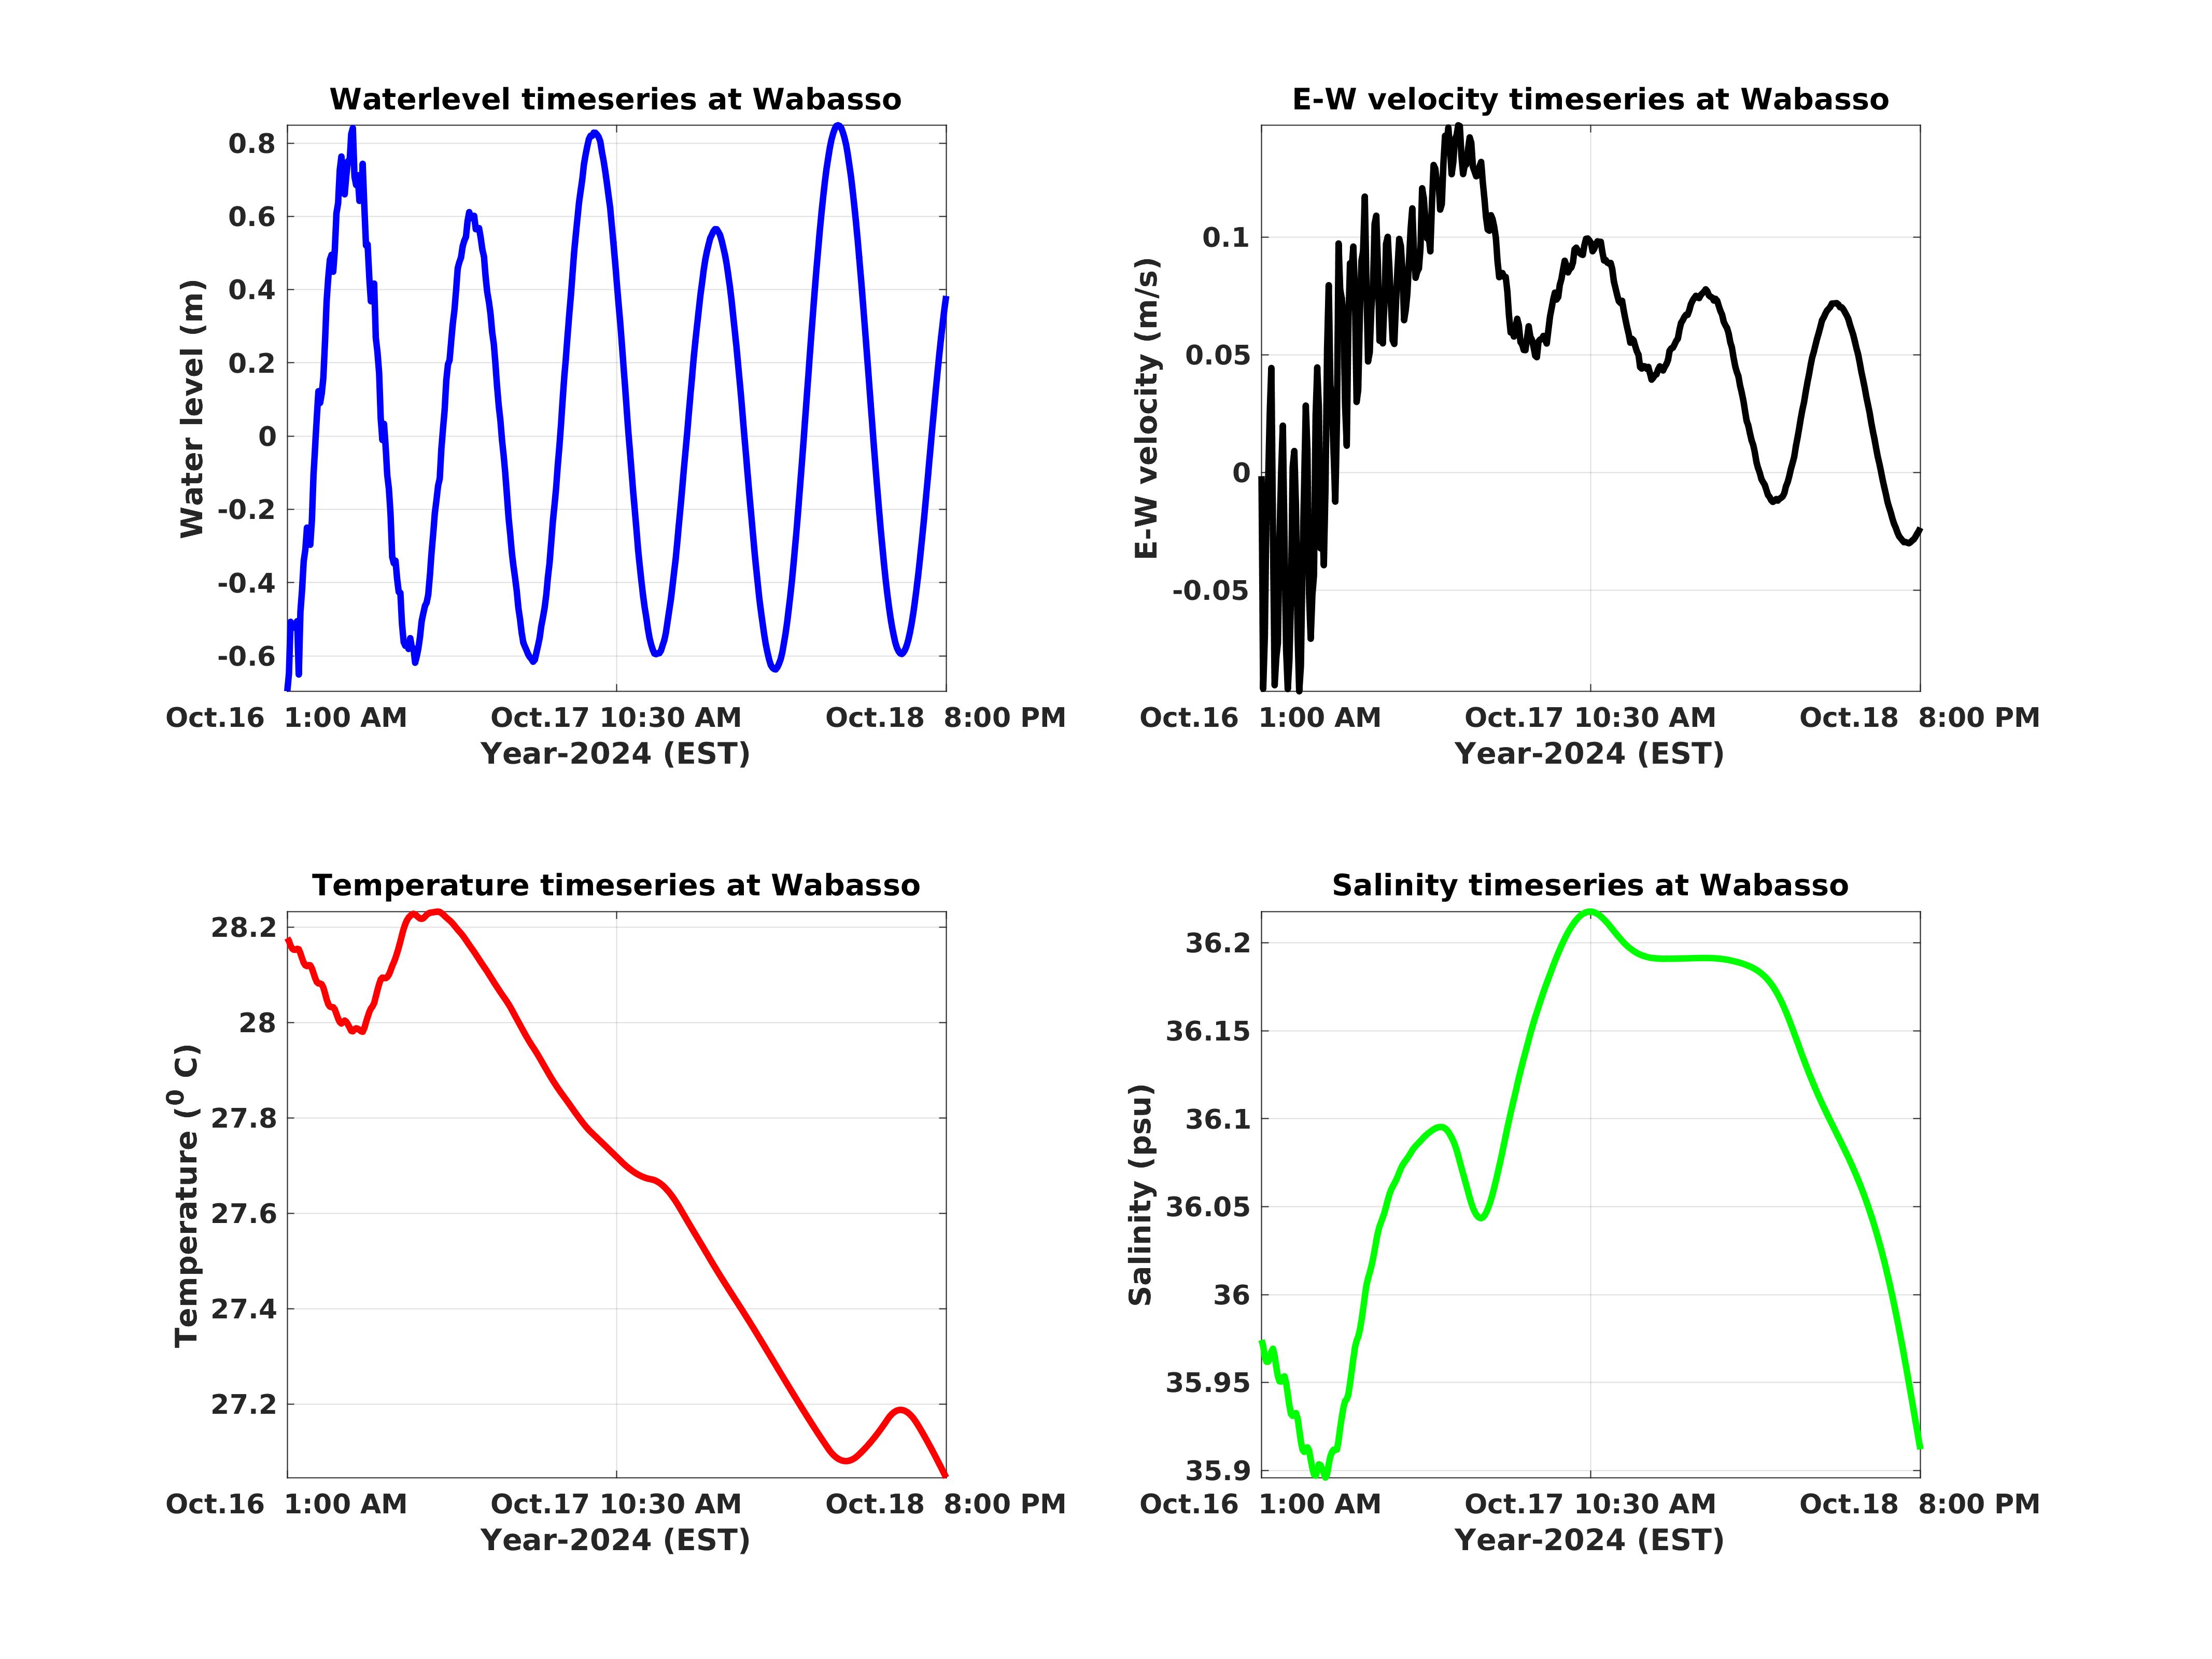 Waterlevel timeseries at Wabasso
Water level (m)
0.8
0.6
0.4
0.2
0
-0.2
-0.4
-0.6
Oct.16 1:00 AM
Oct.17 10:30 AM
Oct.18 8:00 PM
Year-2024 (EST)
E-W velocity timeseries at Wabasso
E-W velocity (m/s)
0.1
0.05
0
-0.05
Oct.16 1:00 AM
Oct.17 10:30 AM
Oct.18 8:00 PM
Year-2024 (EST)
Temperature timeseries at Wabasso
Temperature (⁰ C)
28.2
28
27.8
27.6
27.4
27.2
Oct.16 1:00 AM
Oct.17 10:30 AM
Oct.18 8:00 PM
Year-2024 (EST)
Salinity timeseries at Wabasso
Salinity (psu)
36.2
36.15
36.1
36.05
36
35.95
35.9
Oct.16 1:00 AM
Oct.17 10:30 AM
Oct.18 8:00 PM
Year-2024 (EST)